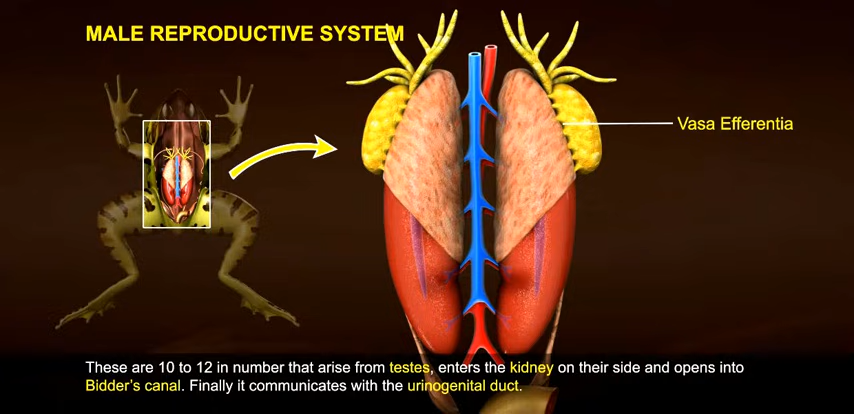 MALE REPRODUCTIVE SYSTEM
Vasa Efferentia
These are 10 to 12 in number that arise from testes, enters the kidney on their side and opens into
Bidder's canal. Finally it communicates with the urinogenital duct.